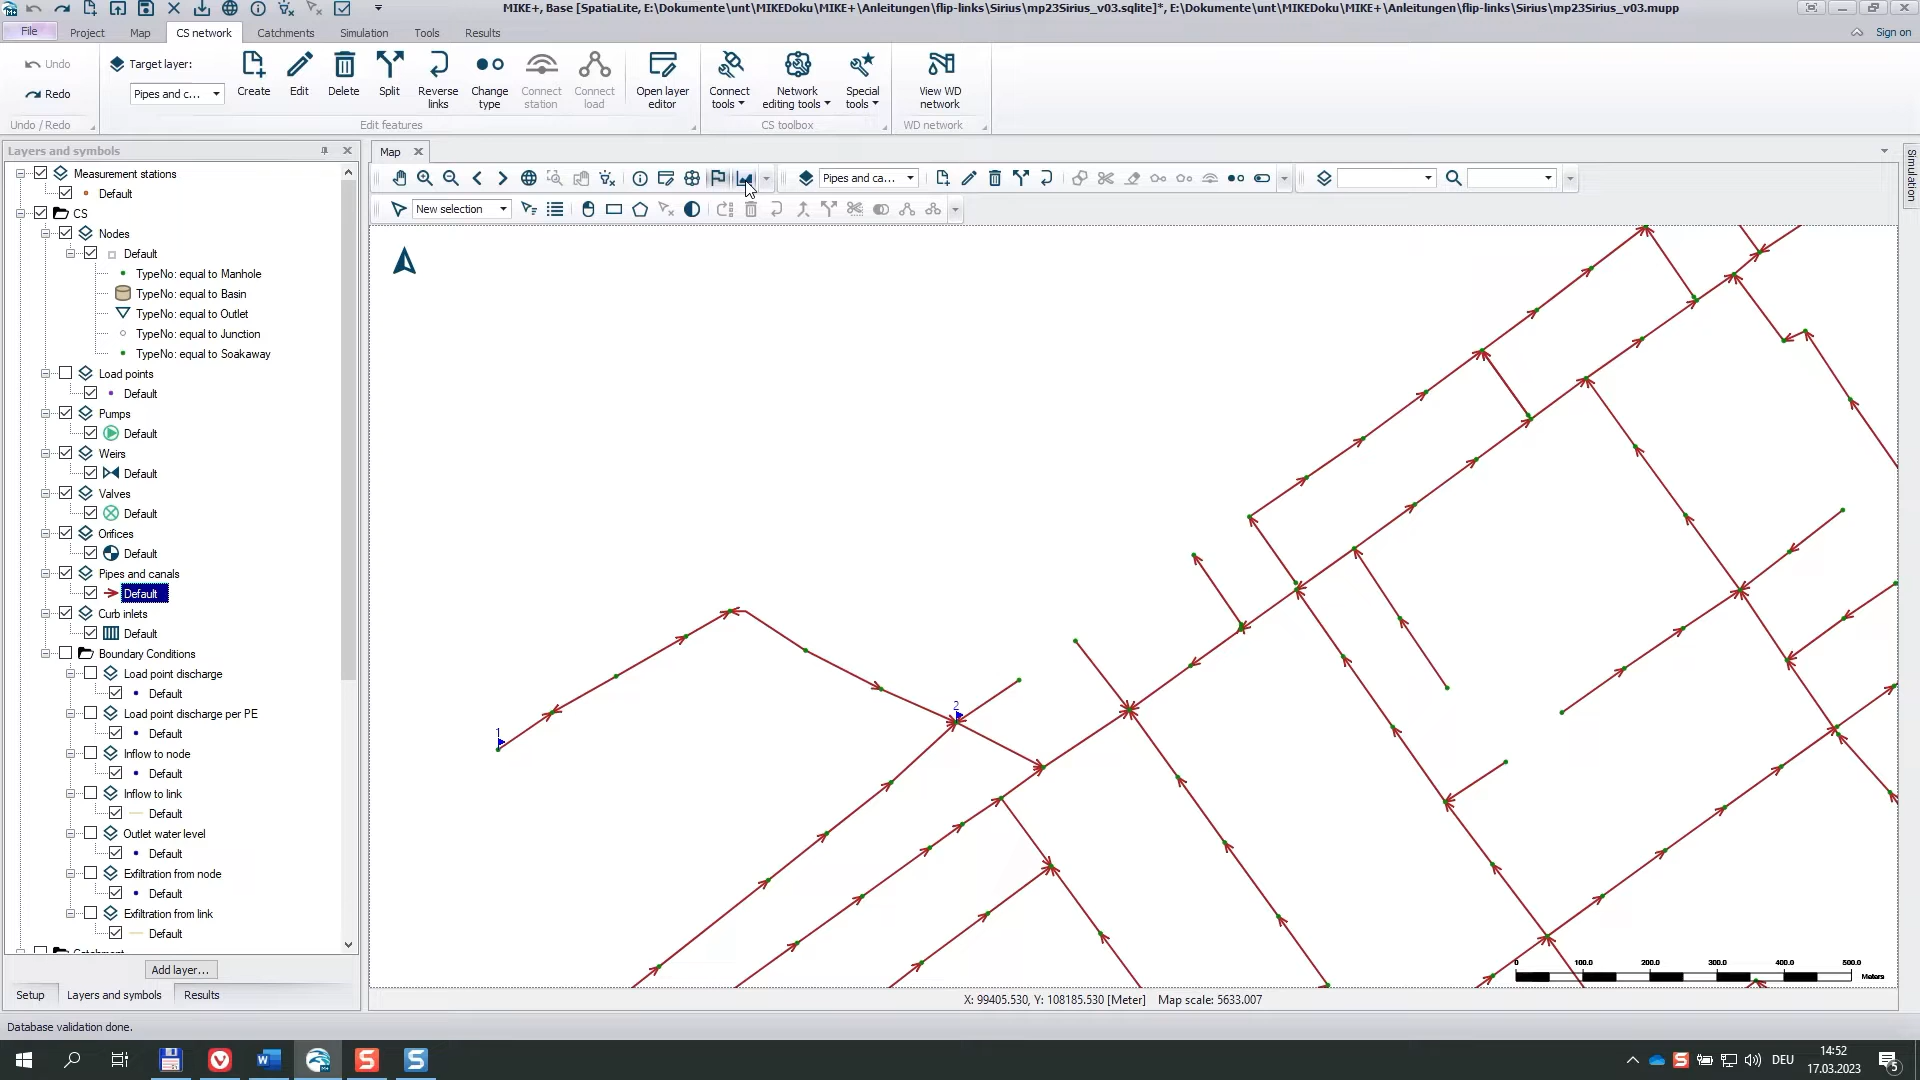 MIKE+, Base [SpatiaLite, E:\Dokumente\unt\MIKEDoku\MIKE+\Anleitungen\flip-links\Sirius\mp23Sirius_v03.sqlite]*, E:\Dokumente\unt\MIKEDoku\MIKE+\Anleitungen\flip-links\Sirius\mp23Sirius_v03.mupp
File Project Map CS network Catchments Simulation Tools Results Sign on
Undo
Redo
Undo / Redo
Target layer:
Pipes and c...
Create
Edit
Delete
Split
Reverse links
Change type
Connect station
Connect load
Open layer editor
Edit features
Connect tools
Network editing tools
Special tools
CS toolbox
View WD network
WD network
Layers and symbols
Measurement stations
Default
CS
Nodes
Default
TypeNo: equal to Manhole
TypeNo: equal to Basin
TypeNo: equal to Outlet
TypeNo: equal to Junction
TypeNo: equal to Soakaway
Load points
Default
Pumps
Default
Weirs
Default
Valves
Default
Orifices
Default
Pipes and canals
Default
Curb inlets
Default
Boundary Conditions
Load point discharge
Default
Load point discharge per PE
Default
Inflow to node
Default
Inflow to link
Default
Outlet water level
Default
Exfiltration from node
Default
Exfiltration from link
Default
Add layer...
Setup Layers and symbols Results
Map
Pipes and ca...
New selection
Simulation
1
2
0 100.0 200.0 300.0 400.0 500.0
Meters
X: 99405.530, Y: 108185.530 [Meter] Map scale: 5633.007
Database validation done.
DEU
14:52
17.03.2023
5